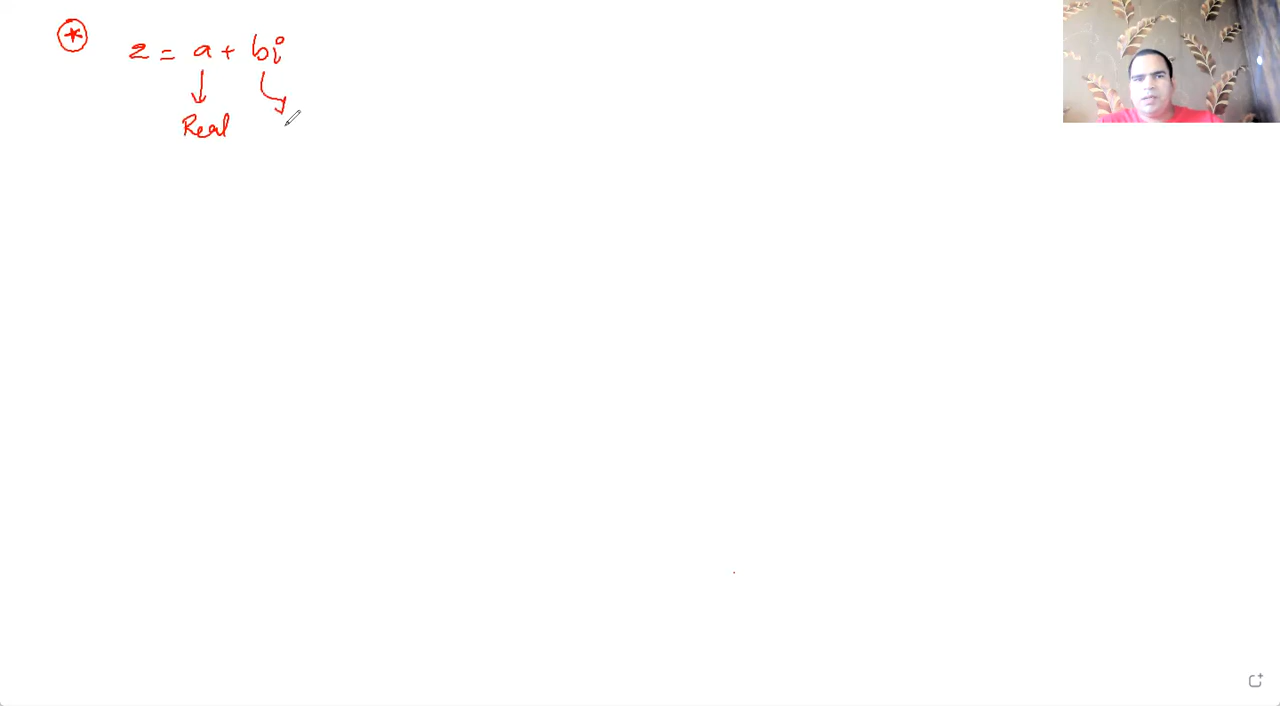 * z = a + bi
Real